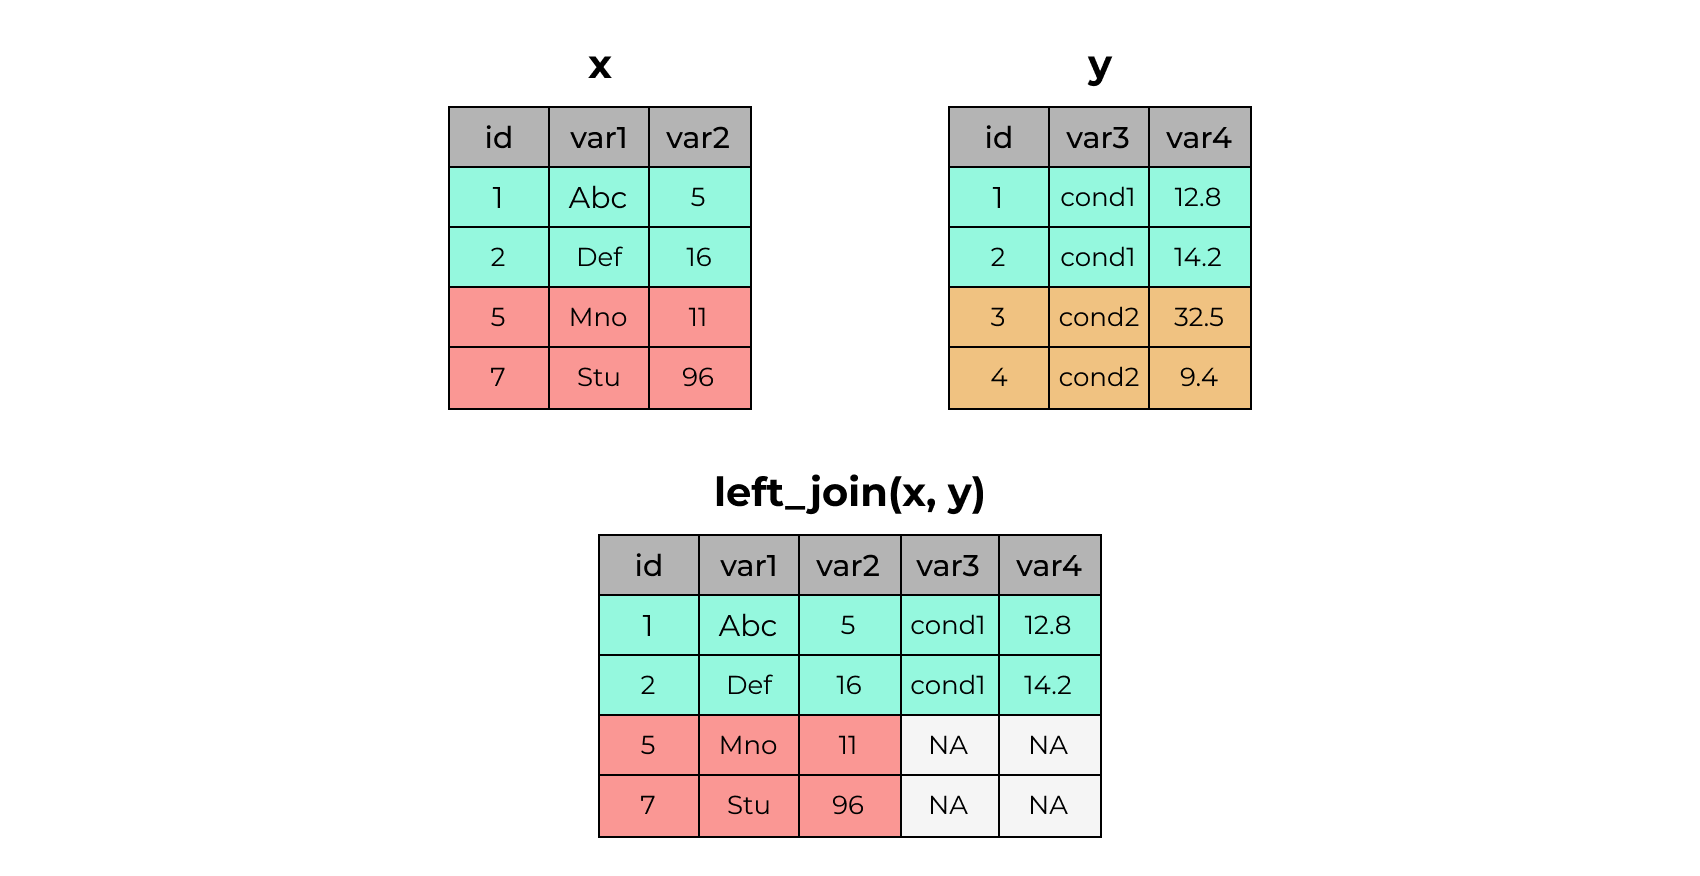 x
id var1 var2
1 Abc 5
2 Def 16
5 Mno 11
7 Stu 96
y
id var3 var4
1 cond1 12.8
2 cond1 14.2
3 cond2 32.5
4 cond2 9.4
left_join(x, y)
id var1 var2 var3 var4
1 Abc 5 cond1 12.8
2 Def 16 cond1 14.2
5 Mno 11 NA NA
7 Stu 96 NA NA